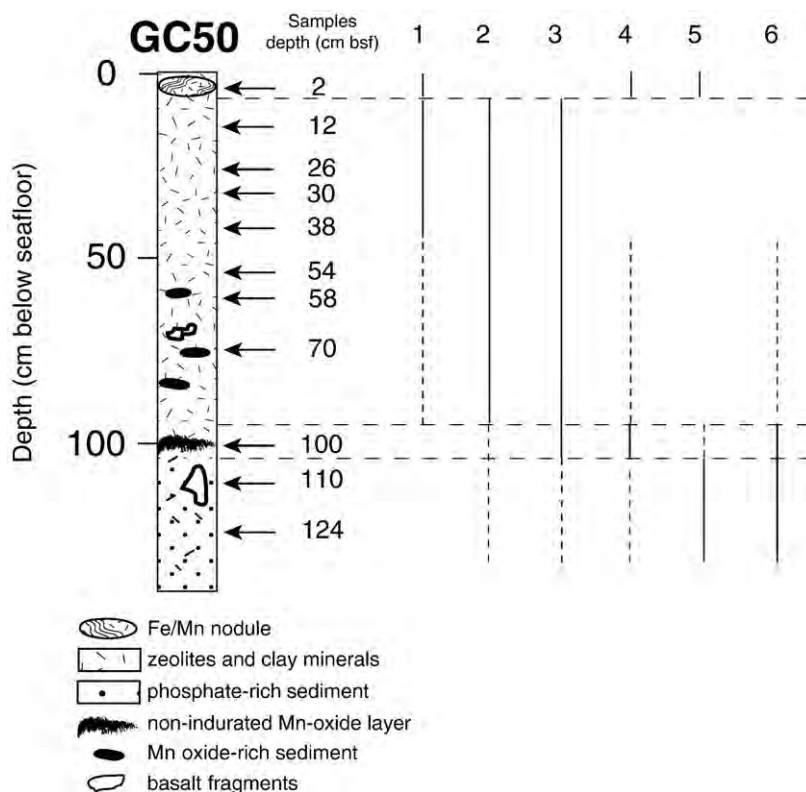 GC50
Samples
depth (cm bsf)
1 2 3 4 5 6
0
2
12
26
30
38
50
54
58
70
100
100
110
124
Depth (cm below seafloor)
Fe/Mn nodule
zeolites and clay minerals
phosphate-rich sediment
non-indurated Mn-oxide layer
Mn oxide-rich sediment
basalt fragments